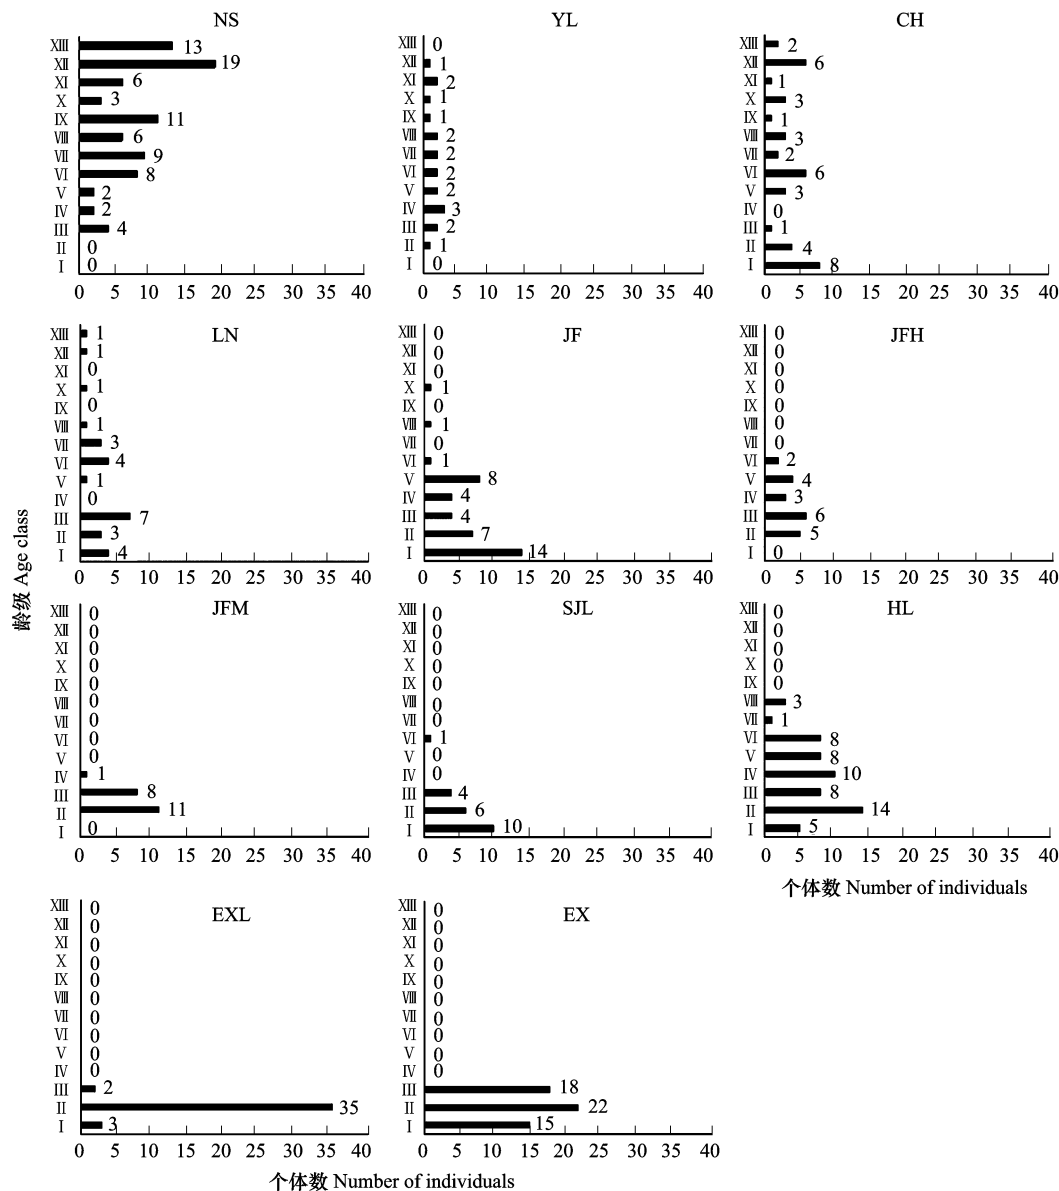 NS
XIII 13
XII 19
XI 6
X 3
IX 11
VIII 6
VII 9
VI 8
V 2
IV 2
III 4
II 0
I 0
0 5 10 15 20 25 30 35 40
YL
XIII 0
XII 1
XI 2
X 1
IX 1
VIII 2
VII 2
VI 2
V 2
IV 3
III 2
II 1
I 0
0 5 10 15 20 25 30 35 40
CH
XIII 2
XII 6
XI 1
X 3
IX 1
VIII 3
VII 2
VI 6
V 3
IV 0
III 1
II 4
I 8
0 5 10 15 20 25 30 35 40
龄级 Age class
LN
XIII 1
XII 1
XI 0
X 1
IX 0
VIII 1
VII 3
VI 4
V 1
IV 0
III 7
II 3
I 4
0 5 10 15 20 25 30 35 40
JF
XIII 0
XII 0
XI 0
X 1
IX 0
VIII 1
VII 0
VI 1
V 8
IV 4
III 4
II 7
I 14
0 5 10 15 20 25 30 35 40
JFH
XIII 0
XII 0
XI 0
X 0
IX 0
VIII 0
VII 0
VI 2
V 4
IV 3
III 6
II 5
I 0
0 5 10 15 20 25 30 35 40
JFM
XIII 0
XII 0
XI 0
X 0
IX 0
VIII 0
VII 0
VI 0
V 0
IV 1
III 8
II 11
I 0
0 5 10 15 20 25 30 35 40
SJL
XIII 0
XII 0
XI 0
X 0
IX 0
VIII 0
VII 0
VI 1
V 0
IV 0
III 4
II 6
I 10
0 5 10 15 20 25 30 35 40
HL
XIII 0
XII 0
XI 0
X 0
IX 0
VIII 3
VII 1
VI 8
V 8
IV 10
III 8
II 14
I 5
0 5 10 15 20 25 30 35 40
个体数 Number of individuals
EXL
XIII 0
XII 0
XI 0
X 0
IX 0
VIII 0
VII 0
VI 0
V 0
IV 0
III 2
II 35
I 3
0 5 10 15 20 25 30 35 40
EX
XIII 0
XII 0
XI 0
X 0
IX 0
VIII 0
VII 0
VI 0
V 0
IV 0
III 18
II 22
I 15
0 5 10 15 20 25 30 35 40
个体数 Number of individuals